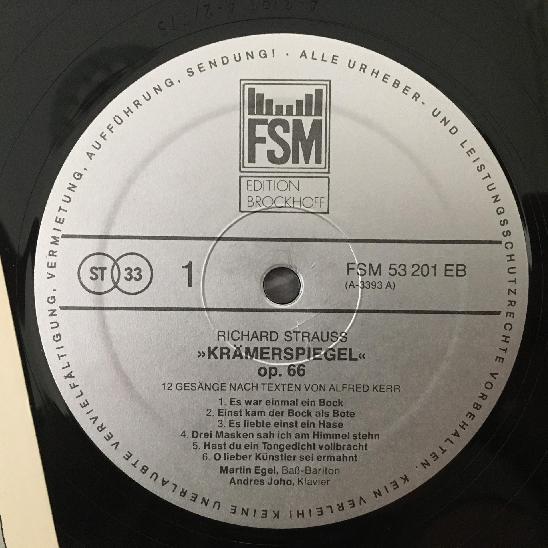 ALLE URHEBER- UND LEISTUNGSSCHUTZRECHTE VORBEHALTEN. KEIN VERLEIH! KEINE UNERLAUBTE VERVIELFÄLTIGUNG, VERMIETUNG, AUFFÜHRUNG, SENDUNG! ·
FSM
EDITION
BROCKHOFF
ST 33 1 FSM 53 201 EB
(A-3393 A)
RICHARD STRAUSS
»KRÄMERSPIEGEL«
op. 66
12 GESÄNGE NACH TEXTEN VON ALFRED KERR
1. Es war einmal ein Bock
2. Einst kam der Bock als Bote
3. Es liebte einst ein Hase
4. Drei Masken sah ich am Himmel stehn
5. Hast du ein Tongedicht vollbracht
6. O lieber Künstler sei ermahnt
Martin Egel, Baß-Bariton
Andres Joho, Klavier